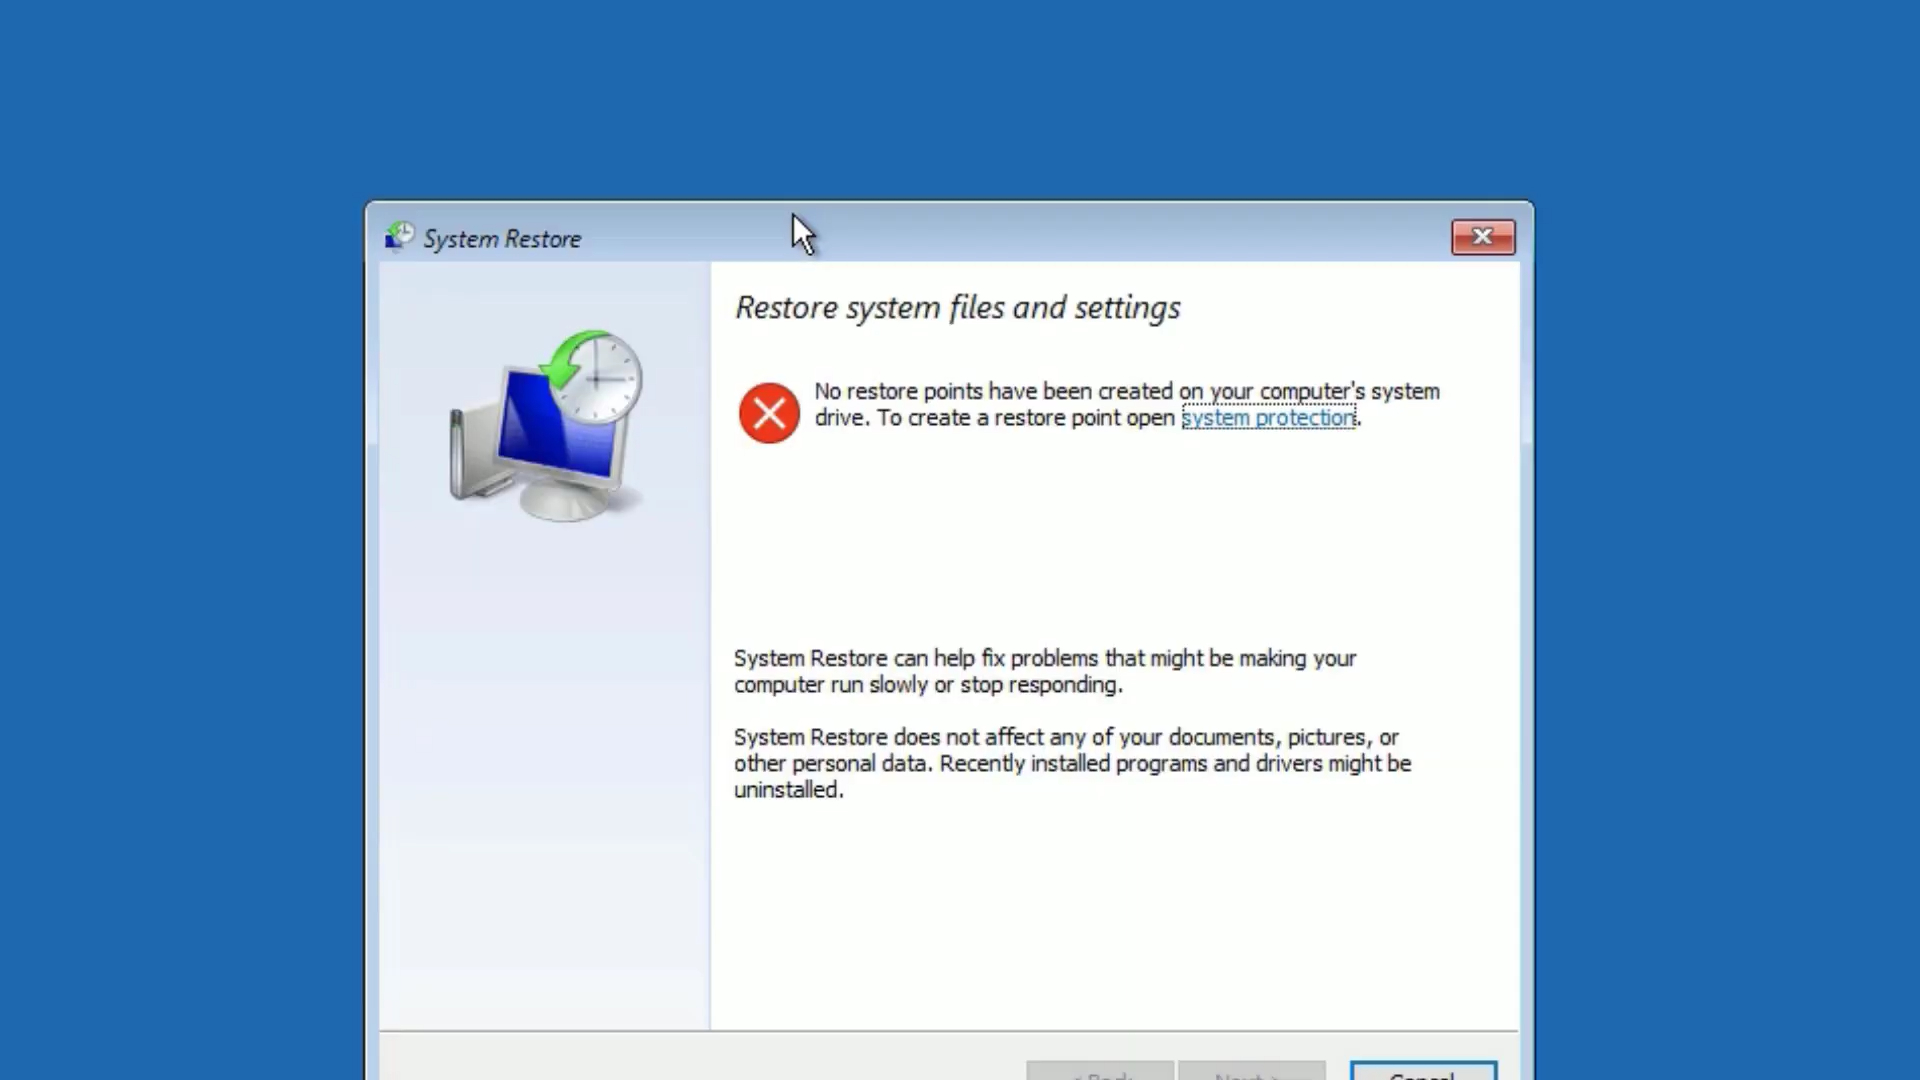 System Restore
Restore system files and settings
No restore points have been created on your computer's system
drive. To create a restore point open system protection.
System Restore can help fix problems that might be making your
computer run slowly or stop responding.
System Restore does not affect any of your documents, pictures, or
other personal data. Recently installed programs and drivers might be
uninstalled.
< Back Next > Cancel